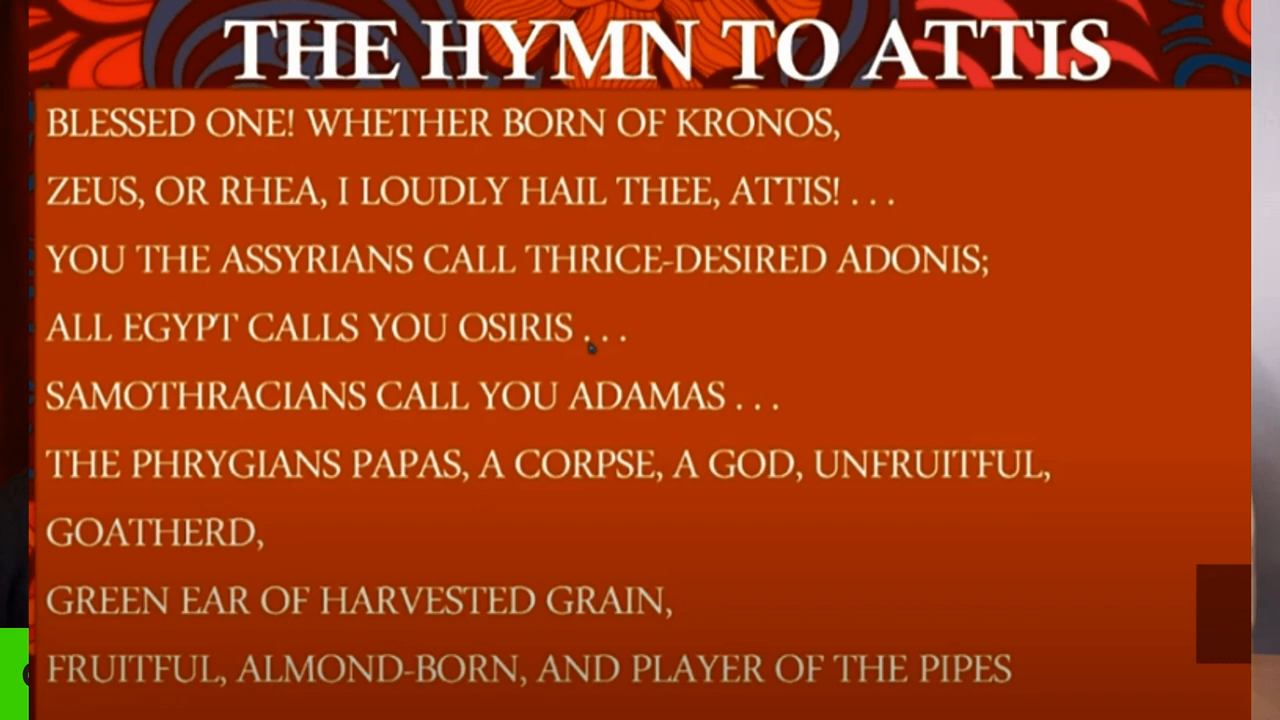 THE HYMN TO ATTIS
BLESSED ONE! WHETHER BORN OF KRONOS,
ZEUS, OR RHEA, I LOUDLY HAIL THEE, ATTIS! . . .
YOU THE ASSYRIANS CALL THRICE-DESIRED ADONIS;
ALL EGYPT CALLS YOU OSIRIS . . .
SAMOTHRACIANS CALL YOU ADAMAS . . .
THE PHRYGIANS PAPAS, A CORPSE, A GOD, UNFRUITFUL,
GOATHERD,
GREEN EAR OF HARVESTED GRAIN,
FRUITFUL, ALMOND-BORN, AND PLAYER OF THE PIPES